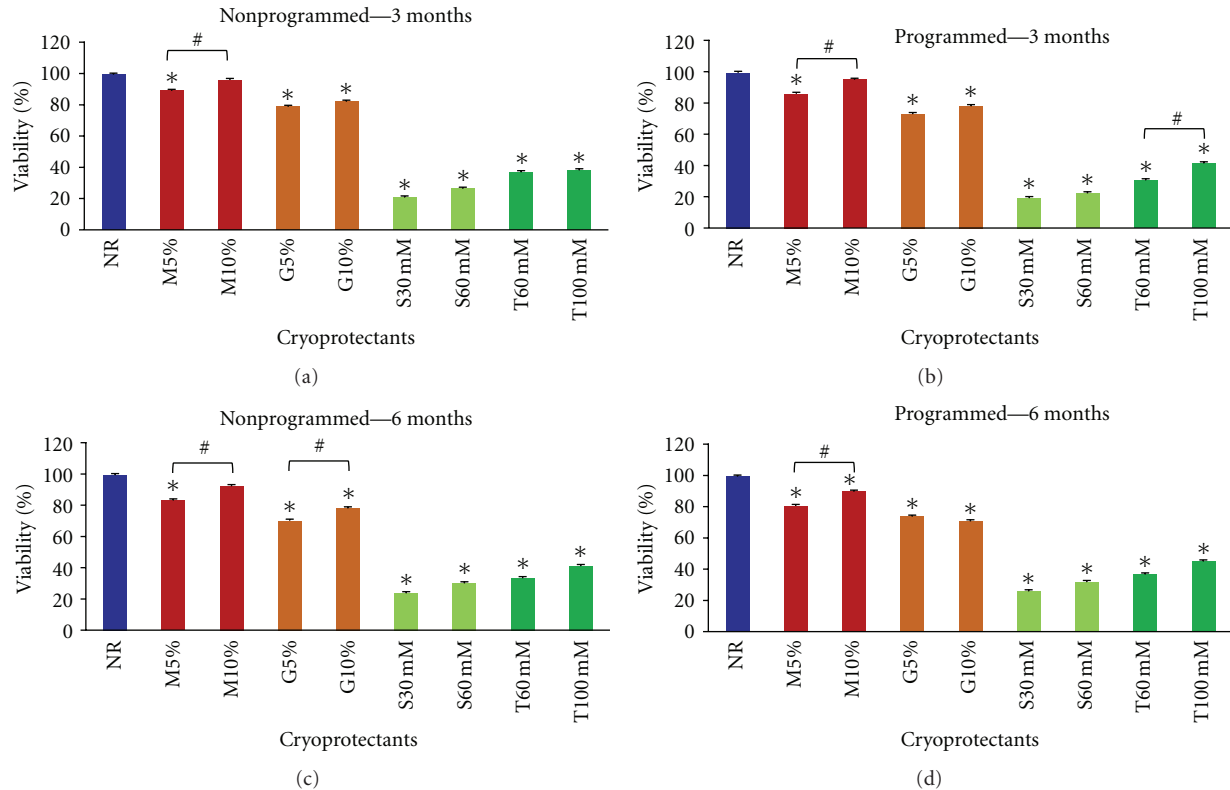 Nonprogrammed—3 months
Viability (%)
120
100
80
60
40
20
0
#
*
*
*
*
*
*
*
NR
M5%
M10%
G5%
G10%
S30 mM
S60 mM
T60 mM
T100 mM
Cryoprotectants
(a)
Programmed—3 months
Viability (%)
120
100
80
60
40
20
0
#
#
*
*
*
*
*
*
*
NR
M5%
M10%
G5%
G10%
S30 mM
S60 mM
T60 mM
T100 mM
Cryoprotectants
(b)
Nonprogrammed—6 months
Viability (%)
120
100
80
60
40
20
0
#
#
*
*
*
*
*
*
*
NR
M5%
M10%
G5%
G10%
S30 mM
S60 mM
T60 mM
T100 mM
Cryoprotectants
(c)
Programmed—6 months
Viability (%)
120
100
80
60
40
20
0
#
*
*
*
*
*
*
*
*
NR
M5%
M10%
G5%
G10%
S30 mM
S60 mM
T60 mM
T100 mM
Cryoprotectants
(d)